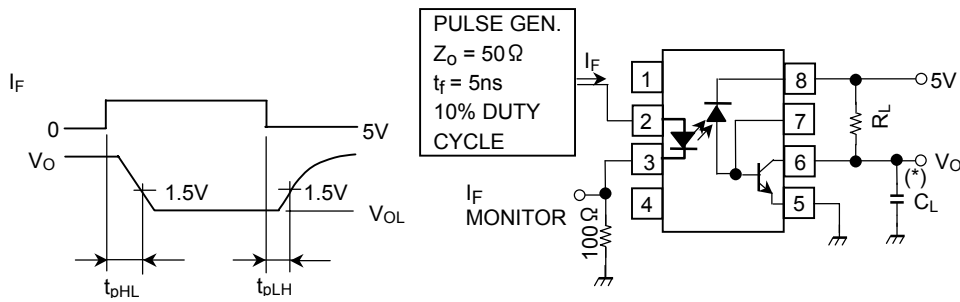 I_F
0
5V
V_O
1.5V
1.5V
V_OL
t_pHL
t_pLH
PULSE GEN.
Z_o = 50Ω
t_f = 5ns
10% DUTY
CYCLE
I_F
I_F
MONITOR
100Ω
1
2
3
4
8
7
6
5
5V
R_L
V_O
(*)
C_L